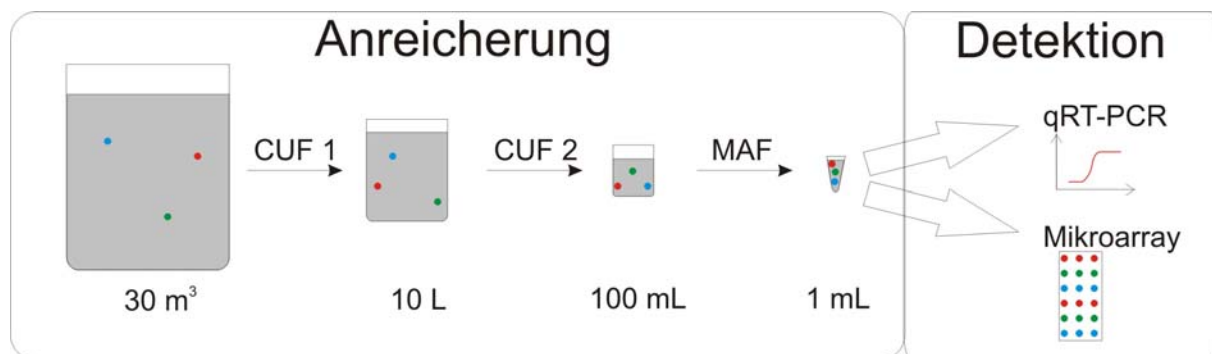 Anreicherung
Detektion
CUF 1
CUF 2
MAF
qRT-PCR
Mikroarray
30 m³
10 L
100 mL
1 mL